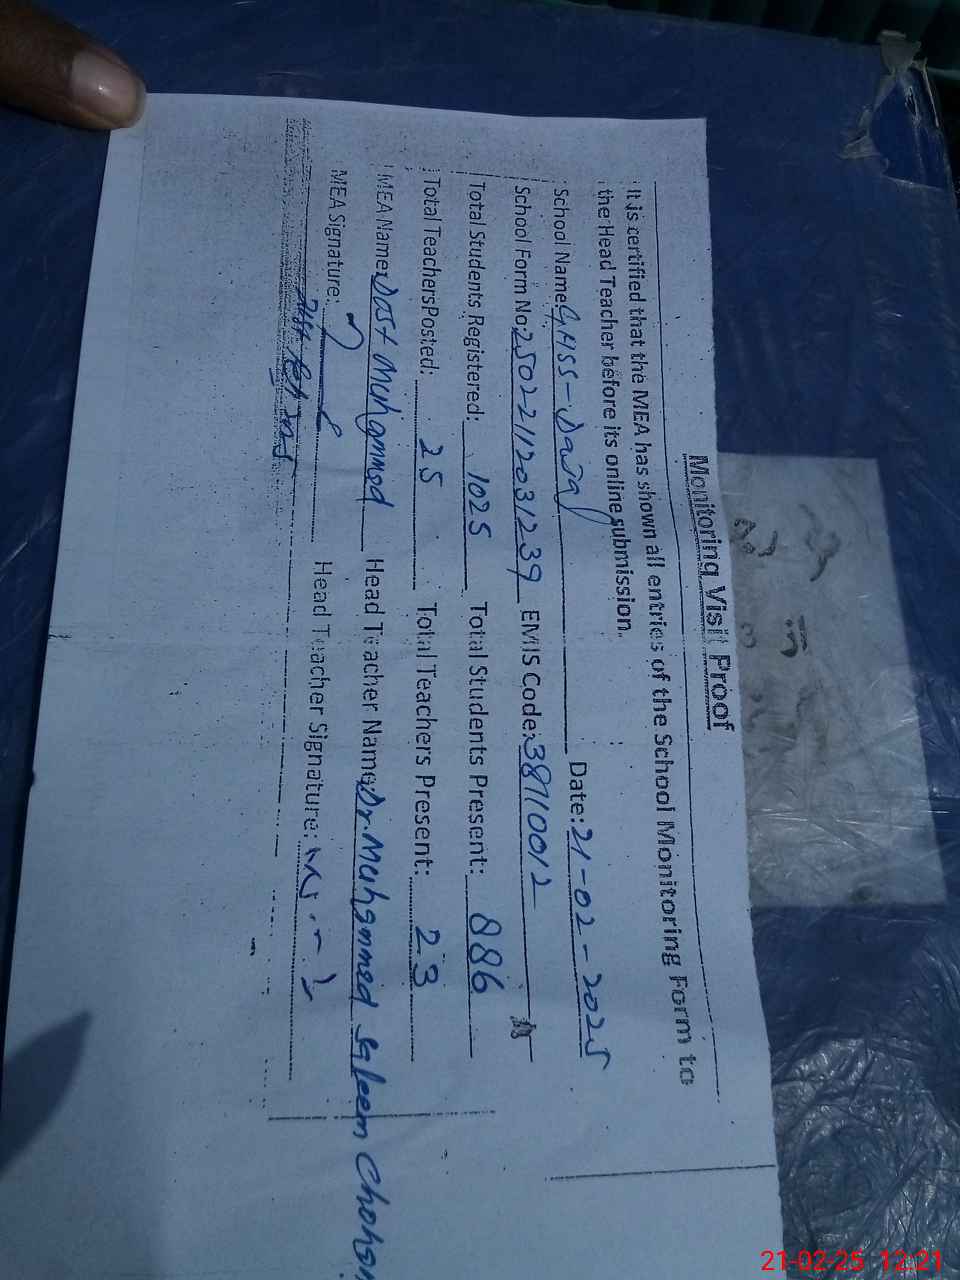 Monitoring Visit Proof
It is certified that the MEA has shown all entries of the School Monitoring Form to
the Head Teacher before its online submission.
School Name: GHSS- Date: 21-02-2025
School Form No: 250221112031239 EMIS Code: 38110012
Total Students Registered: 1025 Total Students Present: 886
Total Teachers Posted: 25 Total Teachers Present: 23
MEA Name: Dost Muhammad Head Teacher Name: Dr. Muhammad Saleem Chohan
MEA Signature: Head Teacher Signature:
21-02-25 12:21